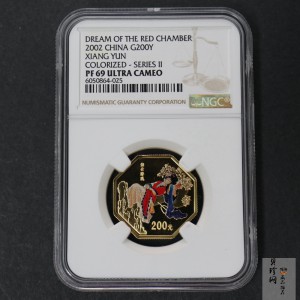 DREAM OF THE RED CHAMBER
2002 CHINA G200Y
XIANG YUN
COLORIZED - SERIES II
PF 69 ULTRA CAMEO
6050864-025
NUMISMATIC GUARANTY CORPORATION
NGC
200元